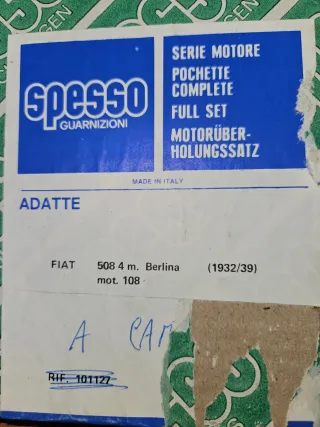 spesso
GUARNIZIONI
SERIE MOTORE
POCHETTE
COMPLETE
FULL SET
MOTORÜBER-
HOLUNGSSATZ
MADE IN ITALY
ADATTE
FIAT 508 4 m. Berlina (1932/39)
mot. 108
A CAM
RIF. 101127